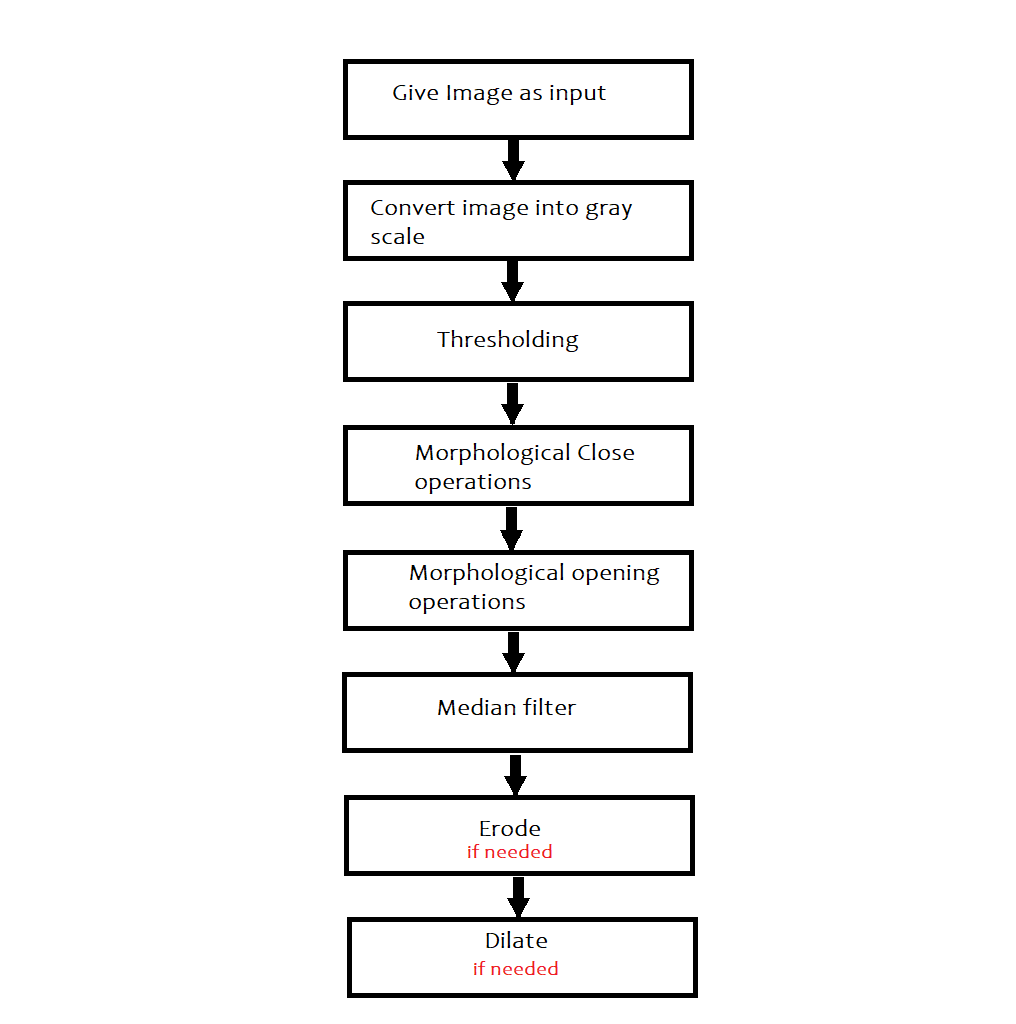 Give Image as input
Convert image into gray
scale
Thresholding
Morphological Close
operations
Morphological opening
operations
Median filter
Erode
if needed
Dilate
if needed